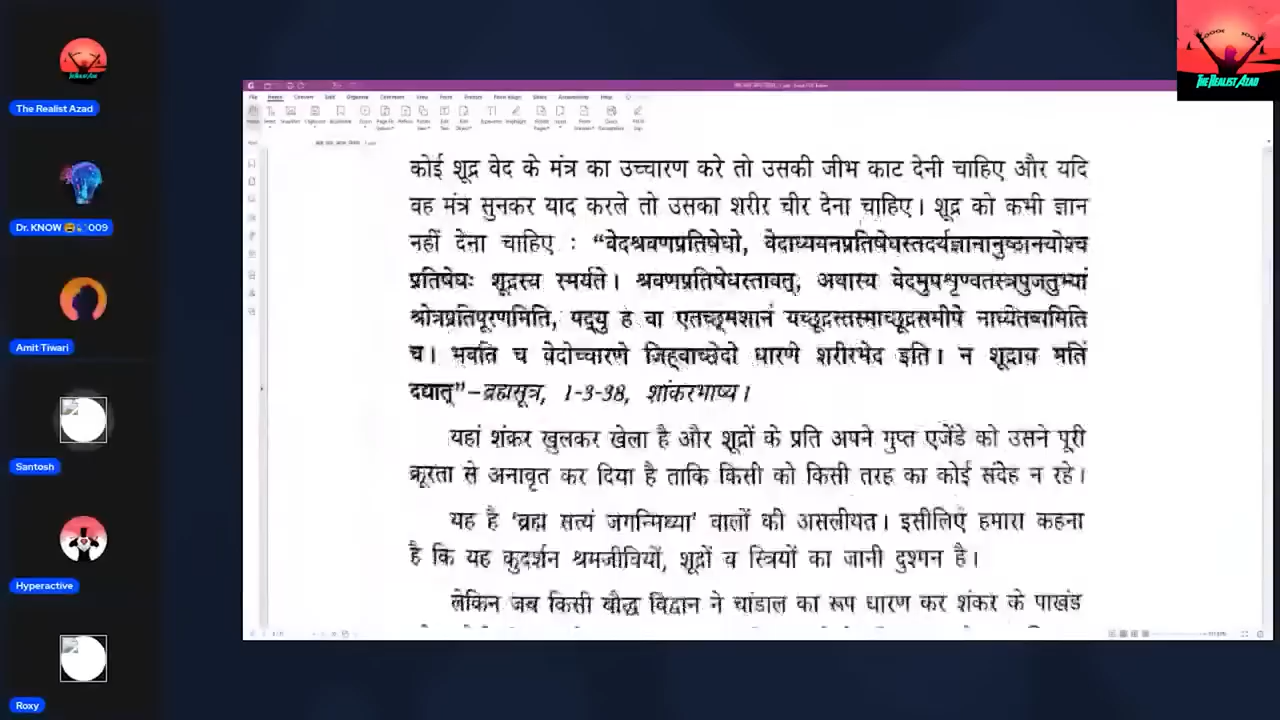 The Realist Azad
Dr. KNOW 009
Amit Tiwari
Santosh
Hyperactive
Roxy
THE REALIST AZAD
कोई शूद्र वेद के मंत्र का उच्चारण करे तो उसकी जीभ काट देनी चाहिए और यदि
वह मंत्र सुनकर याद करले तो उसका शरीर चीर देना चाहिए। शूद्र को कभी ज्ञान
नहीं देना चाहिए : “वेदश्रवणप्रतिषेधो, वेदाध्ययनप्रतिषेधस्तदर्थज्ञानानुष्ठानयोश्च
प्रतिषेधः शूद्रस्य स्मर्यते। श्रवणप्रतिषेधस्तावत्, अथास्य वेदमुपशृण्वतस्त्रपुजतुभ्यां
श्रोत्रप्रतिपूरणमिति, यद्यु ह वा एतच्छ्मशानं यच्छूद्रस्तस्माच्छूद्रसमीपे नाध्येतव्यमिति
च। भवति च वेदोच्चारणे जिह्वाच्छेदो धारणे शरीरभेद इति। न शूद्राय मतिं
दद्यात्”–ब्रह्मसूत्र, 1-3-38, शांकरभाष्य।
यहां शंकर खुलकर खेला है और शूद्रों के प्रति अपने गुप्त एजेंडे को उसने पूरी
क्रूरता से अनावृत कर दिया है ताकि किसी को किसी तरह का कोई संदेह न रहे।
यह है ‘ब्रह्म सत्यं जगन्मिथ्या’ वालों की असलीयत। इसीलिए हमारा कहना
है कि यह कुदर्शन श्रमजीवियों, शूद्रों व स्त्रियों का जानी दुश्मन है।
लेकिन जब किसी बौद्ध विद्वान ने चांडाल का रूप धारण कर शंकर के पाखंड